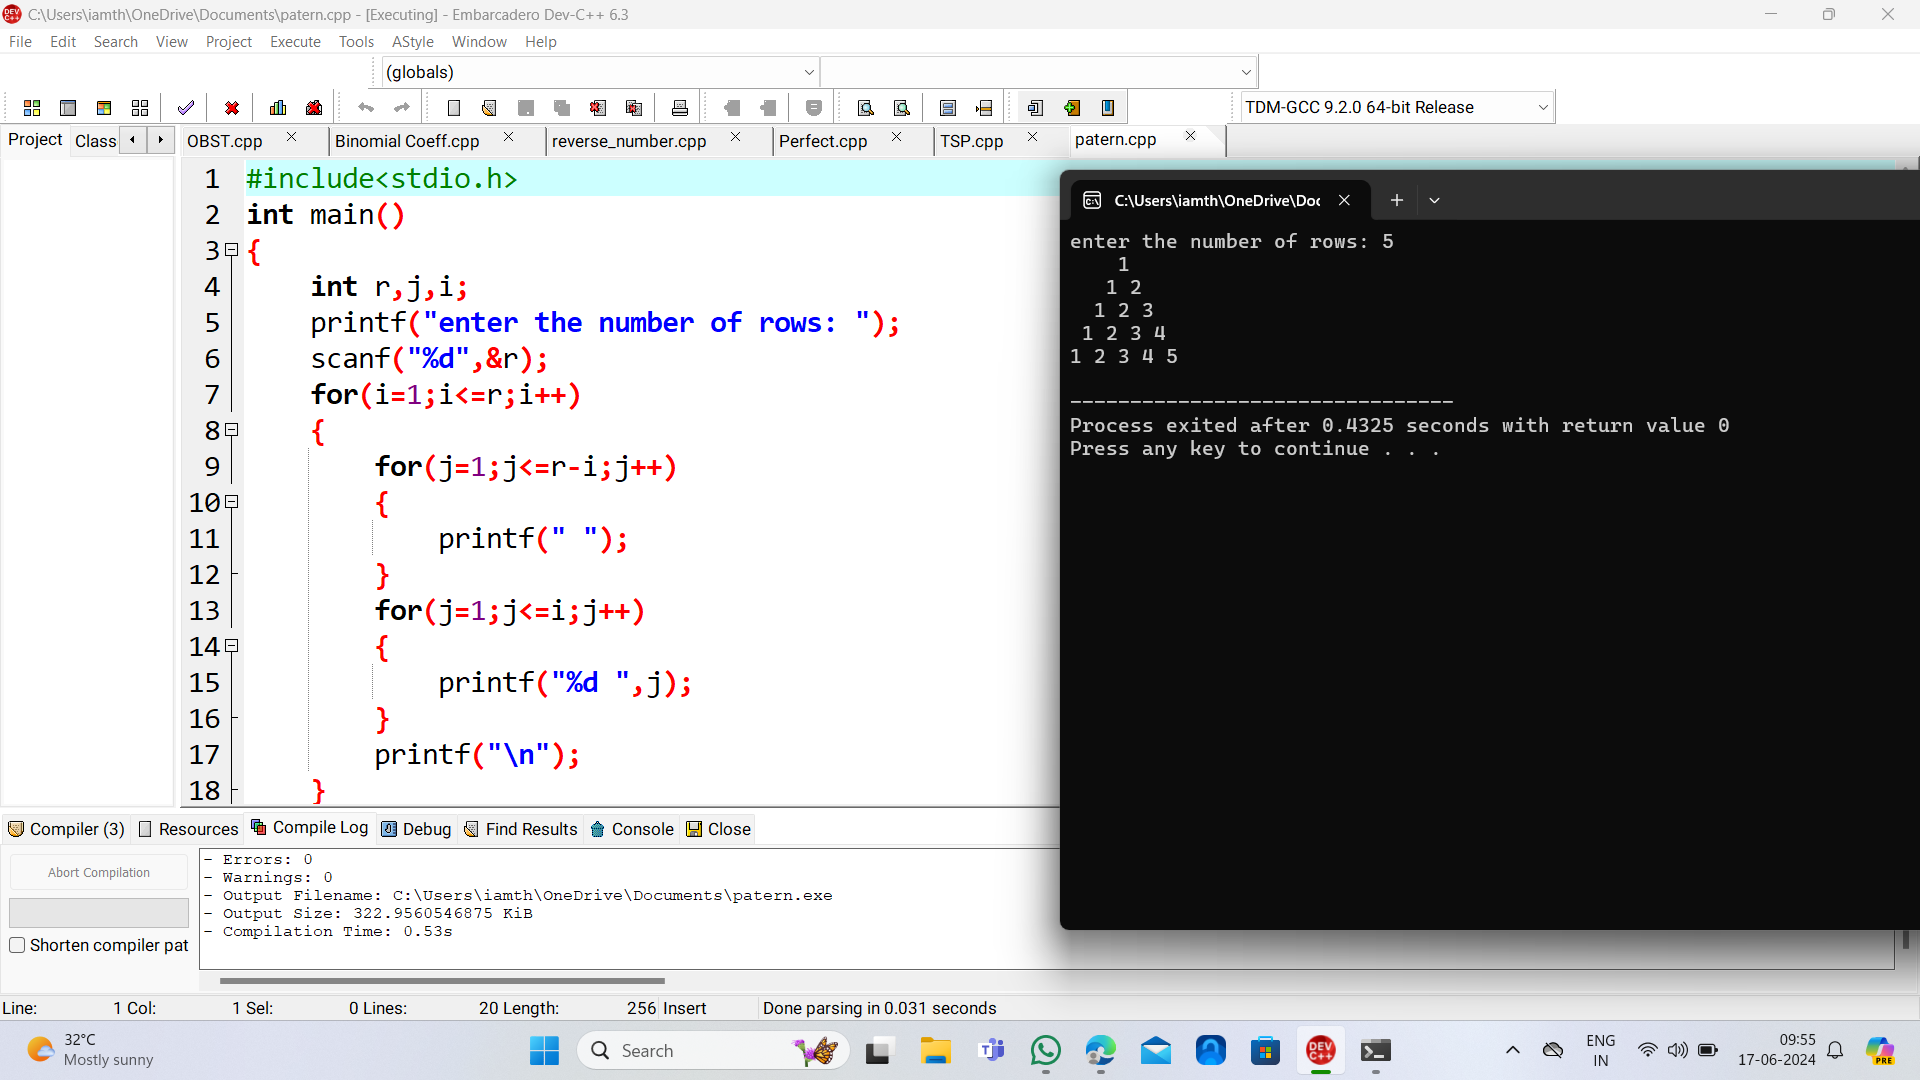 C:\Users\iamth\OneDrive\Documents\patern.cpp - [Executing] - Embarcadero Dev-C++ 6.3
File Edit Search View Project Execute Tools AStyle Window Help
(globals)
TDM-GCC 9.2.0 64-bit Release
Project Class OBST.cpp Binomial Coeff.cpp reverse_number.cpp Perfect.cpp TSP.cpp patern.cpp
1 #include<stdio.h>
2 int main()
3 {
4 int r,j,i;
5 printf("enter the number of rows: ");
6 scanf("%d",&r);
7 for(i=1;i<=r;i++)
8 {
9 for(j=1;j<=r-i;j++)
10 {
11 printf(" ");
12 }
13 for(j=1;j<=i;j++)
14 {
15 printf("%d ",j);
16 }
17 printf("\n");
18 }
C:\Users\iamth\OneDrive\Doc
enter the number of rows: 5
1
1 2
1 2 3
1 2 3 4
1 2 3 4 5
--------------------------------
Process exited after 0.4325 seconds with return value 0
Press any key to continue . . .
Compiler (3) Resources Compile Log Debug Find Results Console Close
Abort Compilation
Shorten compiler pat
- Errors: 0
- Warnings: 0
- Output Filename: C:\Users\iamth\OneDrive\Documents\patern.exe
- Output Size: 322.9560546875 KiB
- Compilation Time: 0.53s
Line: 1 Col: 1 Sel: 0 Lines: 20 Length: 256 Insert Done parsing in 0.031 seconds
32°C
Mostly sunny
Search
DEV C++
ENG
IN
09:55
17-06-2024
PRE